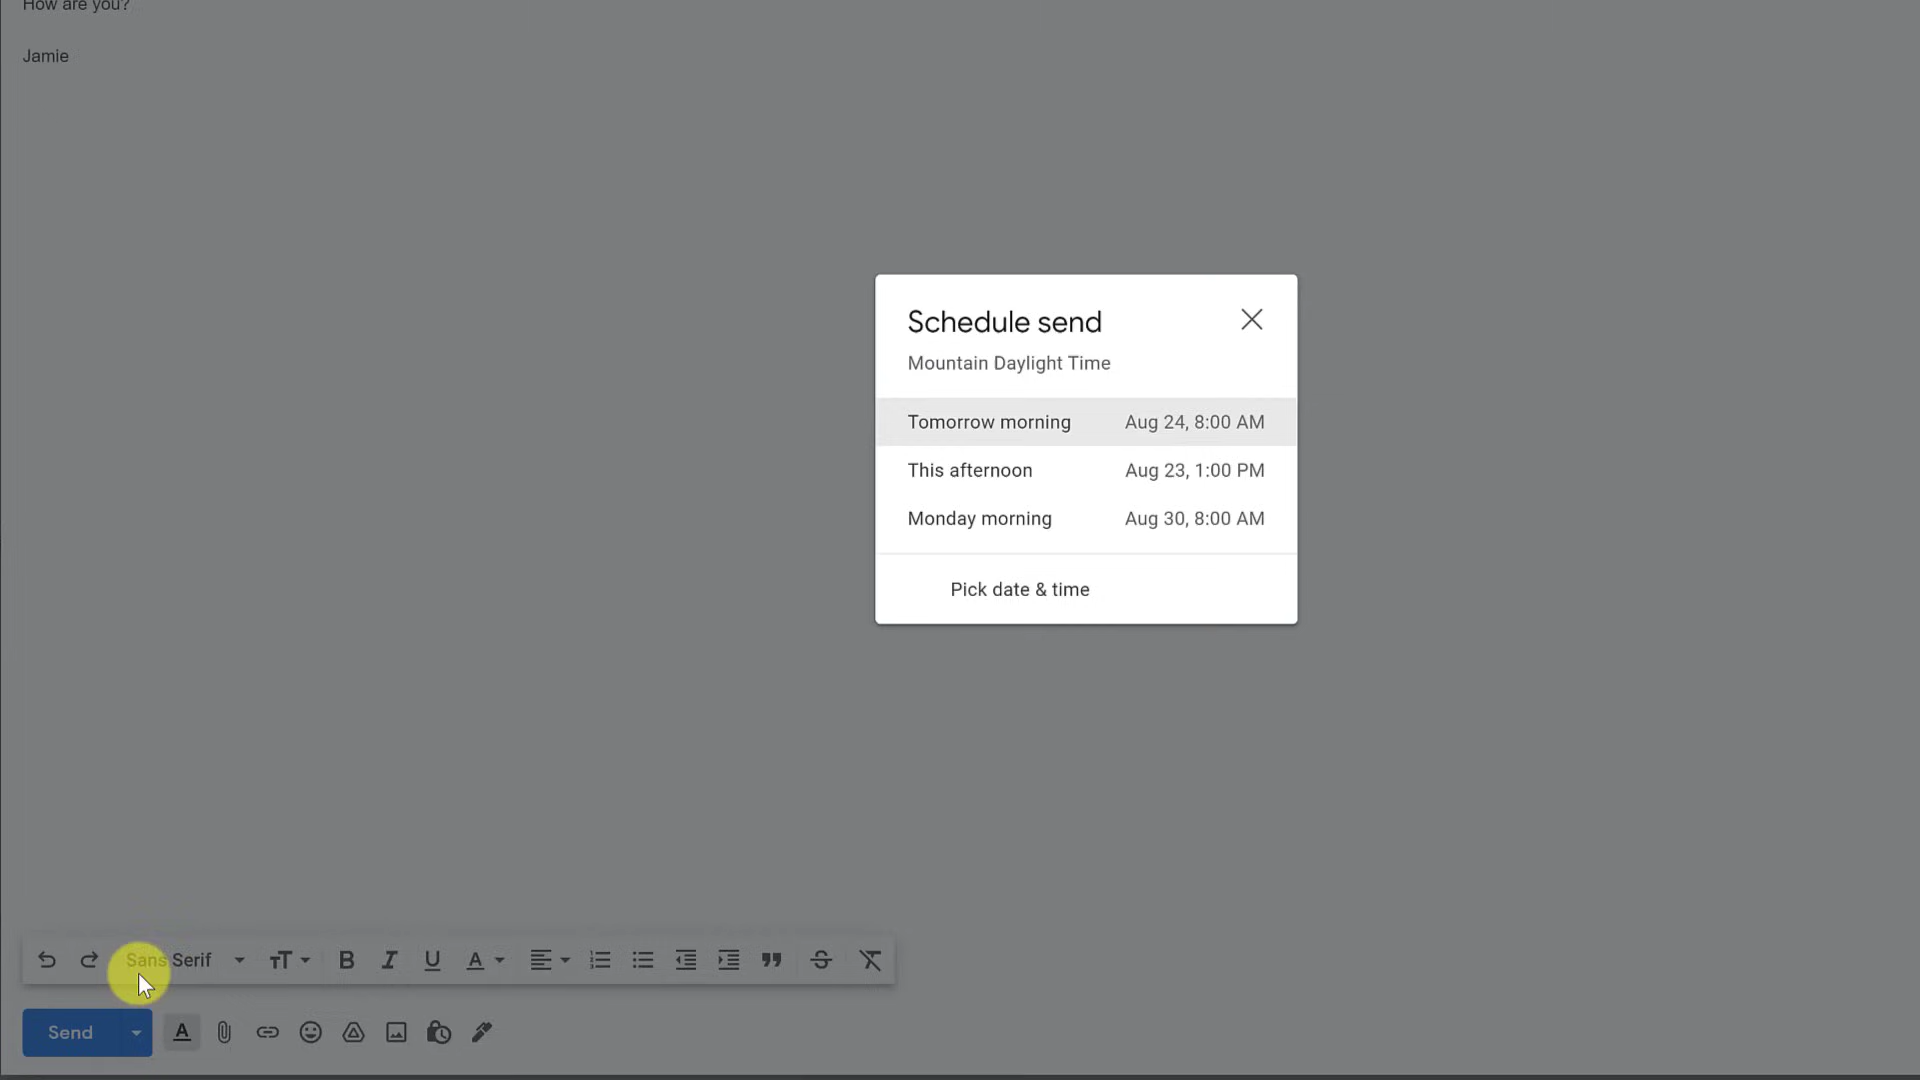 How are you?
Jamie
Schedule send
Mountain Daylight Time
Tomorrow morning Aug 24, 8:00 AM
This afternoon Aug 23, 1:00 PM
Monday morning Aug 30, 8:00 AM
Pick date & time
Sans Serif
Send